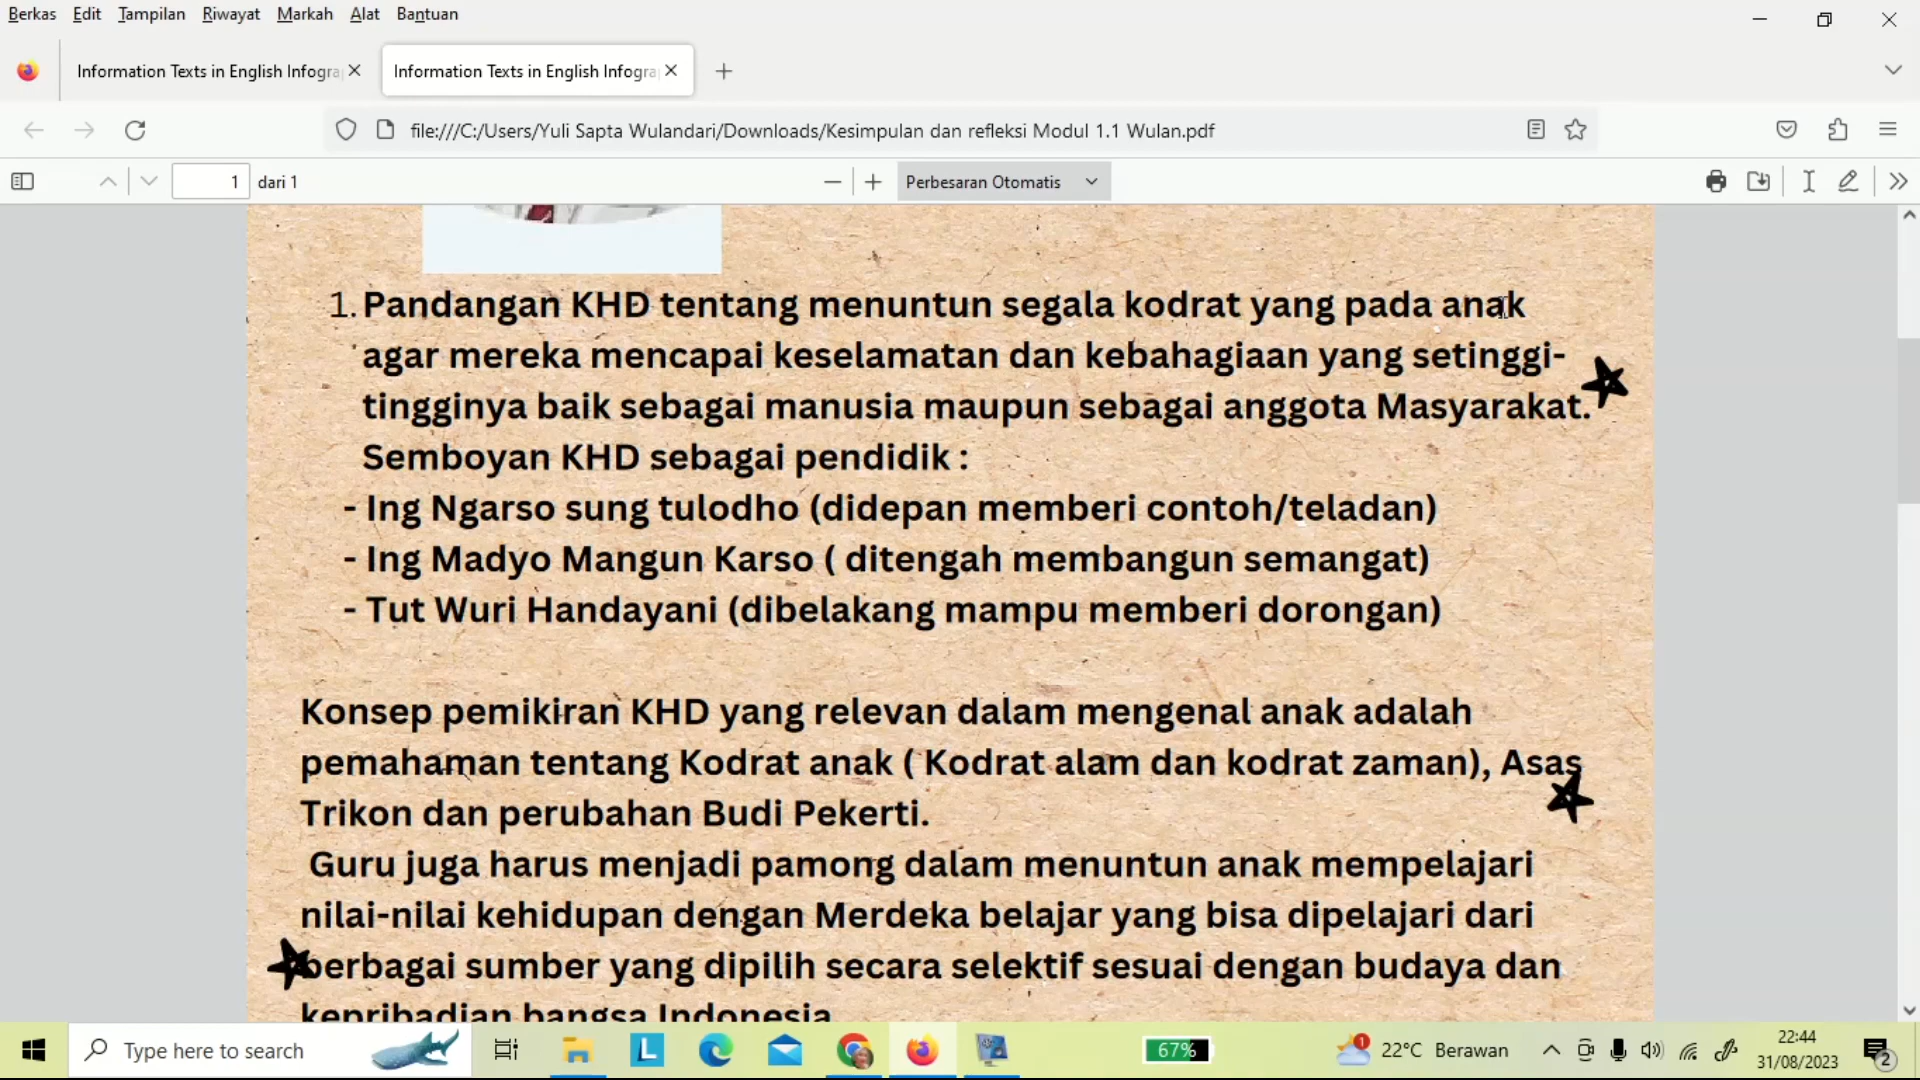 Berkas Edit Tampilan Riwayat Markah Alat Bantuan
Information Texts in English Infogra
Information Texts in English Infogra
file:///C:/Users/Yuli Sapta Wulandari/Downloads/Kesimpulan dan refleksi Modul 1.1 Wulan.pdf
1 dari 1
Perbesaran Otomatis
1. Pandangan KHD tentang menuntun segala kodrat yang pada anak
agar mereka mencapai keselamatan dan kebahagiaan yang setinggi-
tingginya baik sebagai manusia maupun sebagai anggota Masyarakat.
Semboyan KHD sebagai pendidik :
- Ing Ngarso sung tulodho (didepan memberi contoh/teladan)
- Ing Madyo Mangun Karso ( ditengah membangun semangat)
- Tut Wuri Handayani (dibelakang mampu memberi dorongan)
Konsep pemikiran KHD yang relevan dalam mengenal anak adalah
pemahaman tentang Kodrat anak ( Kodrat alam dan kodrat zaman), Asas
Trikon dan perubahan Budi Pekerti.
Guru juga harus menjadi pamong dalam menuntun anak mempelajari
nilai-nilai kehidupan dengan Merdeka belajar yang bisa dipelajari dari
berbagai sumber yang dipilih secara selektif sesuai dengan budaya dan
kepribadian bangsa Indonesia
Type here to search
L
67%
1
22°C Berawan
22:44
31/08/2023
2